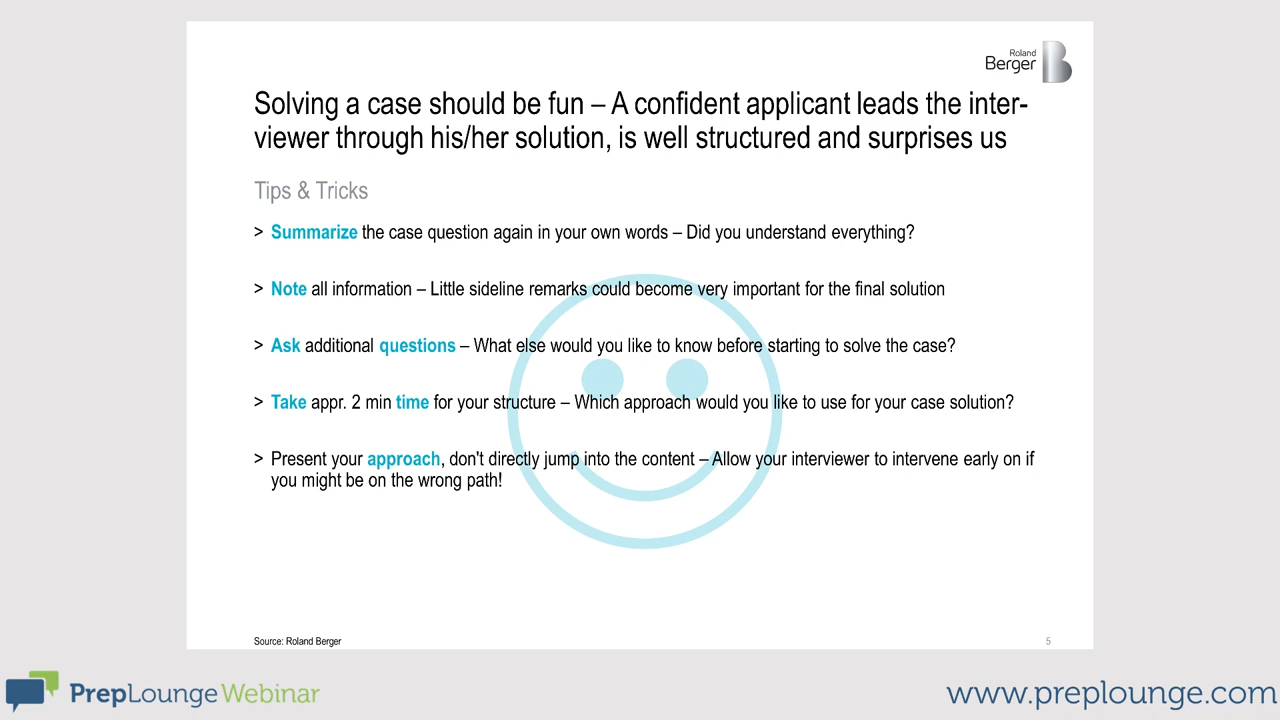 Roland
Berger
Solving a case should be fun – A confident applicant leads the inter-
viewer through his/her solution, is well structured and surprises us
Tips & Tricks
> Summarize the case question again in your own words – Did you understand everything?
> Note all information – Little sideline remarks could become very important for the final solution
> Ask additional questions – What else would you like to know before starting to solve the case?
> Take appr. 2 min time for your structure – Which approach would you like to use for your case solution?
> Present your approach, don't directly jump into the content – Allow your interviewer to intervene early on if
you might be on the wrong path!
Source: Roland Berger
5
PrepLounge Webinar
www.preplounge.com